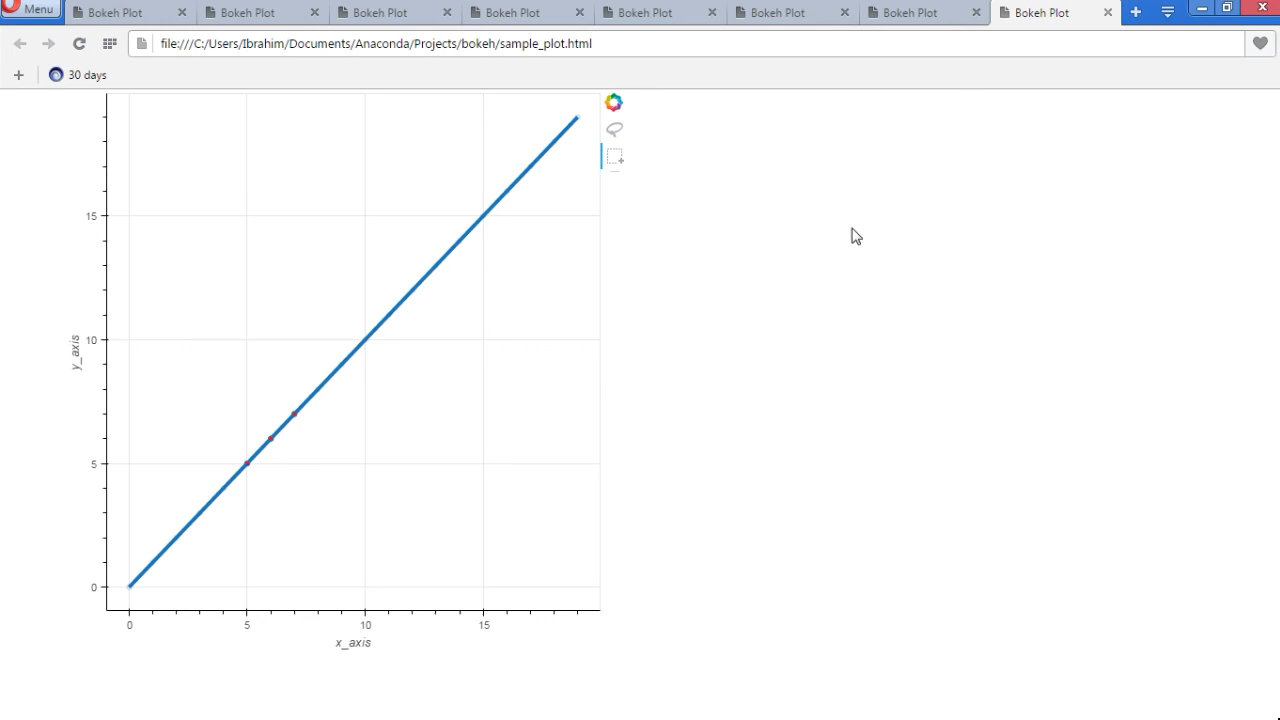 Menu Bokeh Plot Bokeh Plot Bokeh Plot Bokeh Plot Bokeh Plot Bokeh Plot Bokeh Plot Bokeh Plot
file:///C:/Users/Ibrahim/Documents/Anaconda/Projects/bokeh/sample_plot.html
30 days
15
10
y_axis
5
0
0 5 10 15
x_axis